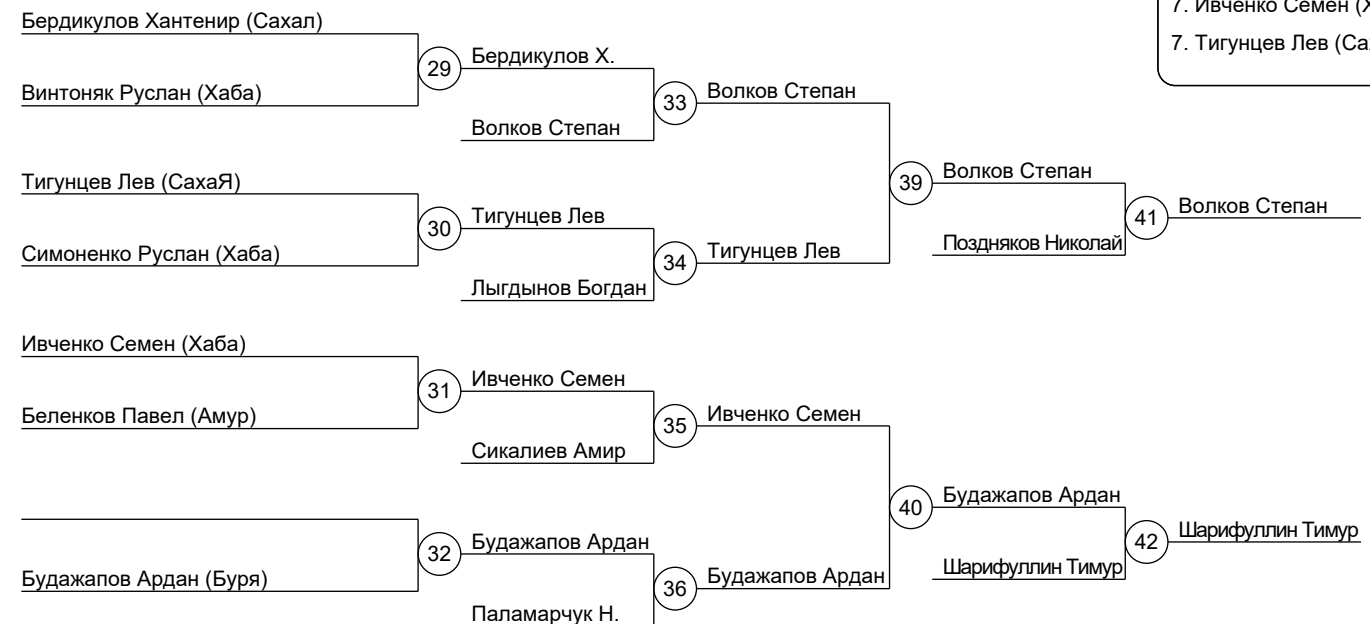 7. Ивченко Семен (Х
7. Тигунцев Лев (Са
Бердикулов Хантенир (Сахал)
29
Бердикулов Х.
Винтоняк Руслан (Хаба)
33
Волков Степан
Волков Степан
Тигунцев Лев (СахаЯ)
39
Волков Степан
30
Тигунцев Лев
41
Волков Степан
Симоненко Руслан (Хаба)
34
Тигунцев Лев
Поздняков Николай
Лыгдынов Богдан
Ивченко Семен (Хаба)
31
Ивченко Семен
Беленков Павел (Амур)
35
Ивченко Семен
Сикалиев Амир
40
Будажапов Ардан
32
Будажапов Ардан
42
Шарифуллин Тимур
Будажапов Ардан (Буря)
36
Будажапов Ардан
Шарифуллин Тимур
Паламарчук Н.